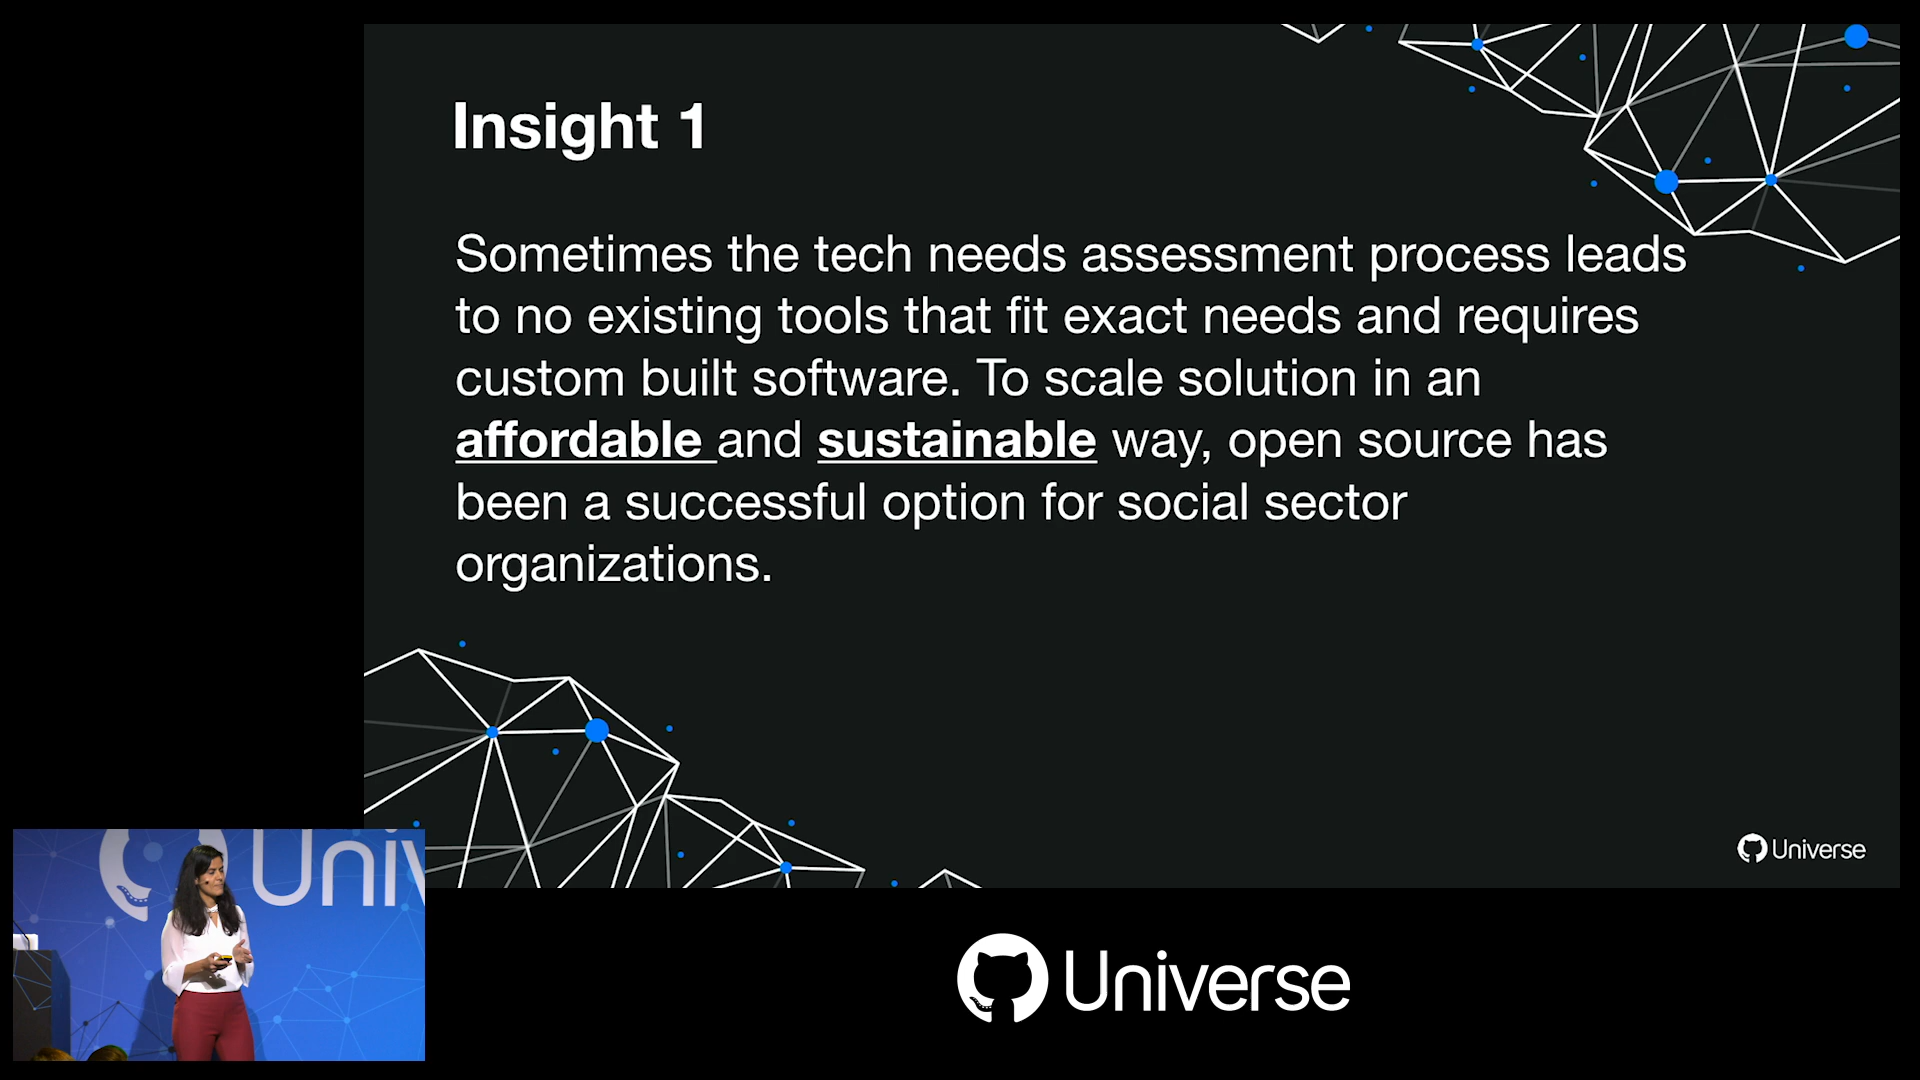 Insight 1
Sometimes the tech needs assessment process leads
to no existing tools that fit exact needs and requires
custom built software. To scale solution in an
affordable and sustainable way, open source has
been a successful option for social sector
organizations.
Universe
Univ
Universe